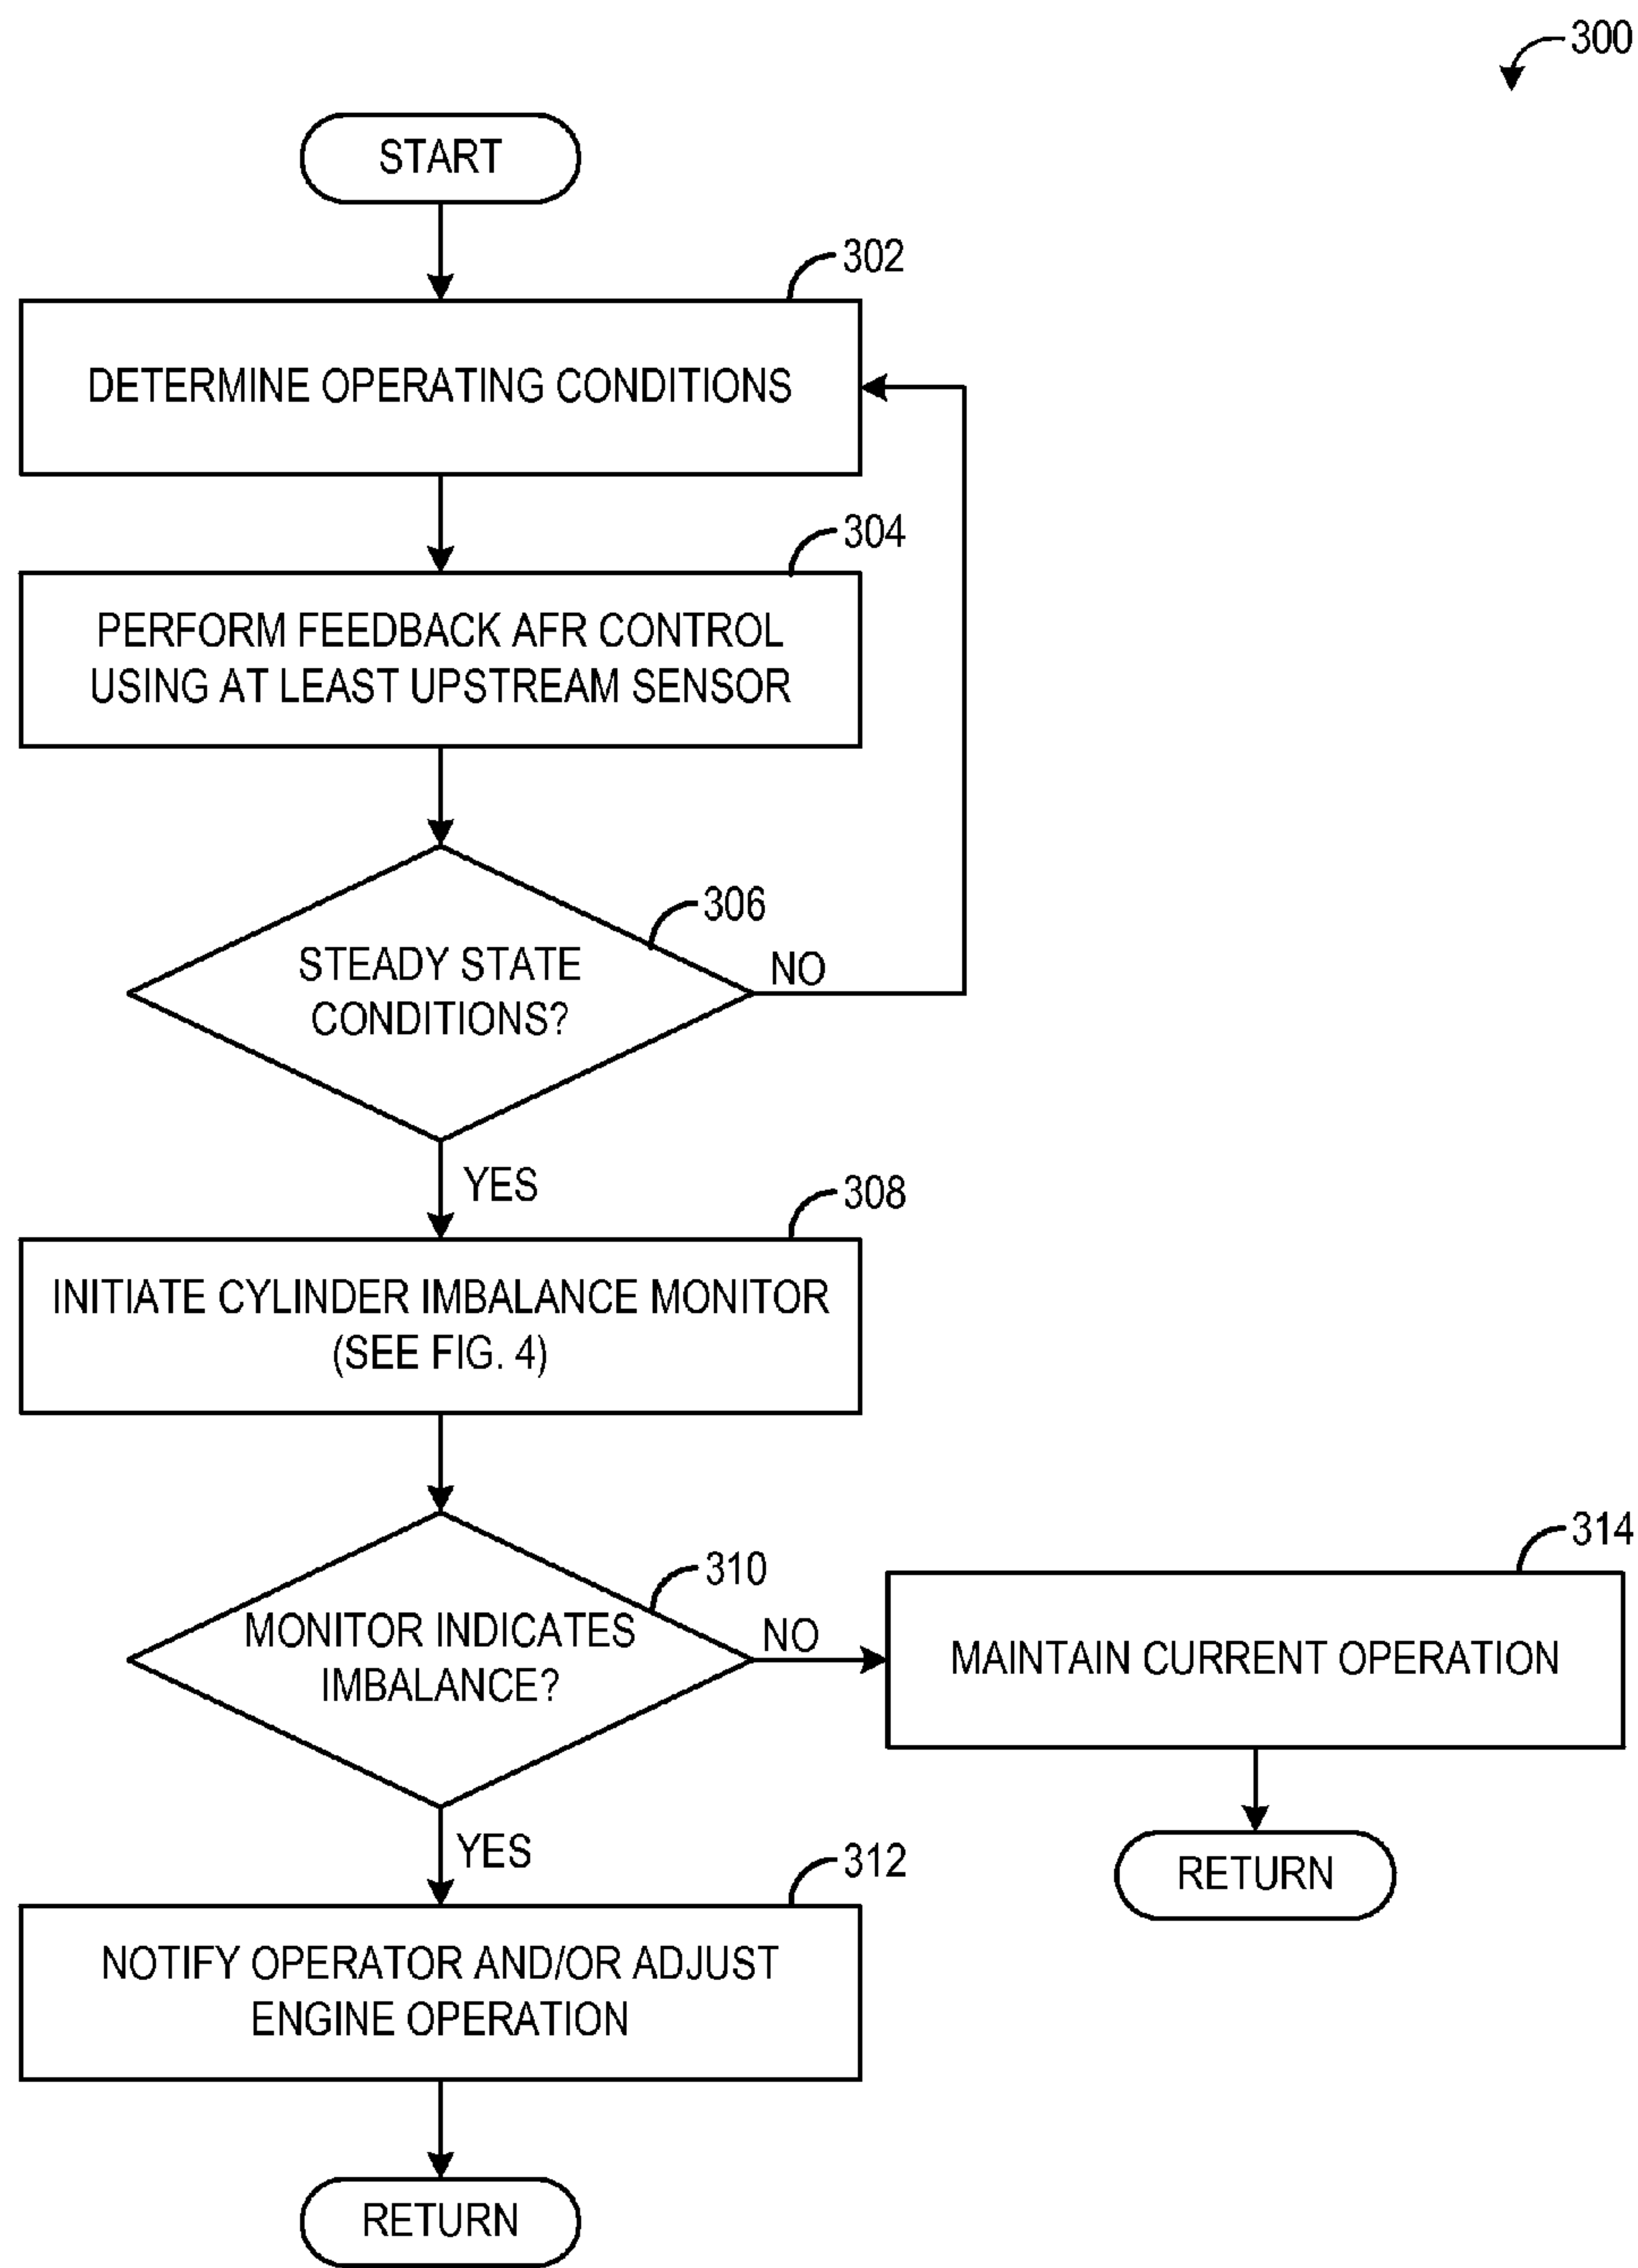 300
START
302
DETERMINE OPERATING CONDITIONS
304
PERFORM FEEDBACK AFR CONTROL
USING AT LEAST UPSTREAM SENSOR
306
STEADY STATE
CONDITIONS?
NO
YES
308
INITIATE CYLINDER IMBALANCE MONITOR
(SEE FIG. 4)
310
MONITOR INDICATES
IMBALANCE?
NO
314
MAINTAIN CURRENT OPERATION
RETURN
YES
312
NOTIFY OPERATOR AND/OR ADJUST
ENGINE OPERATION
RETURN